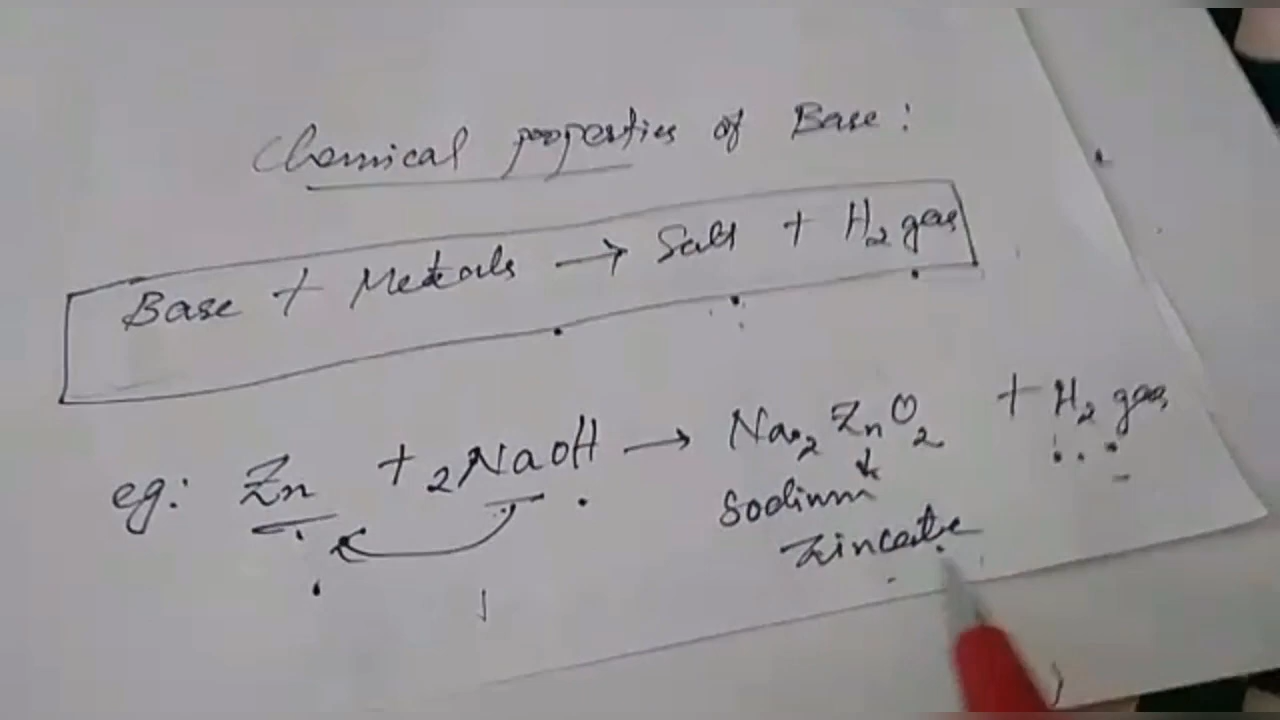 Chemical properties of Base:
Base + Metals → Salt + H₂ gas
eg: Zn + 2NaOH → Na₂ZnO₂ + H₂ gas
Sodium
Zincate